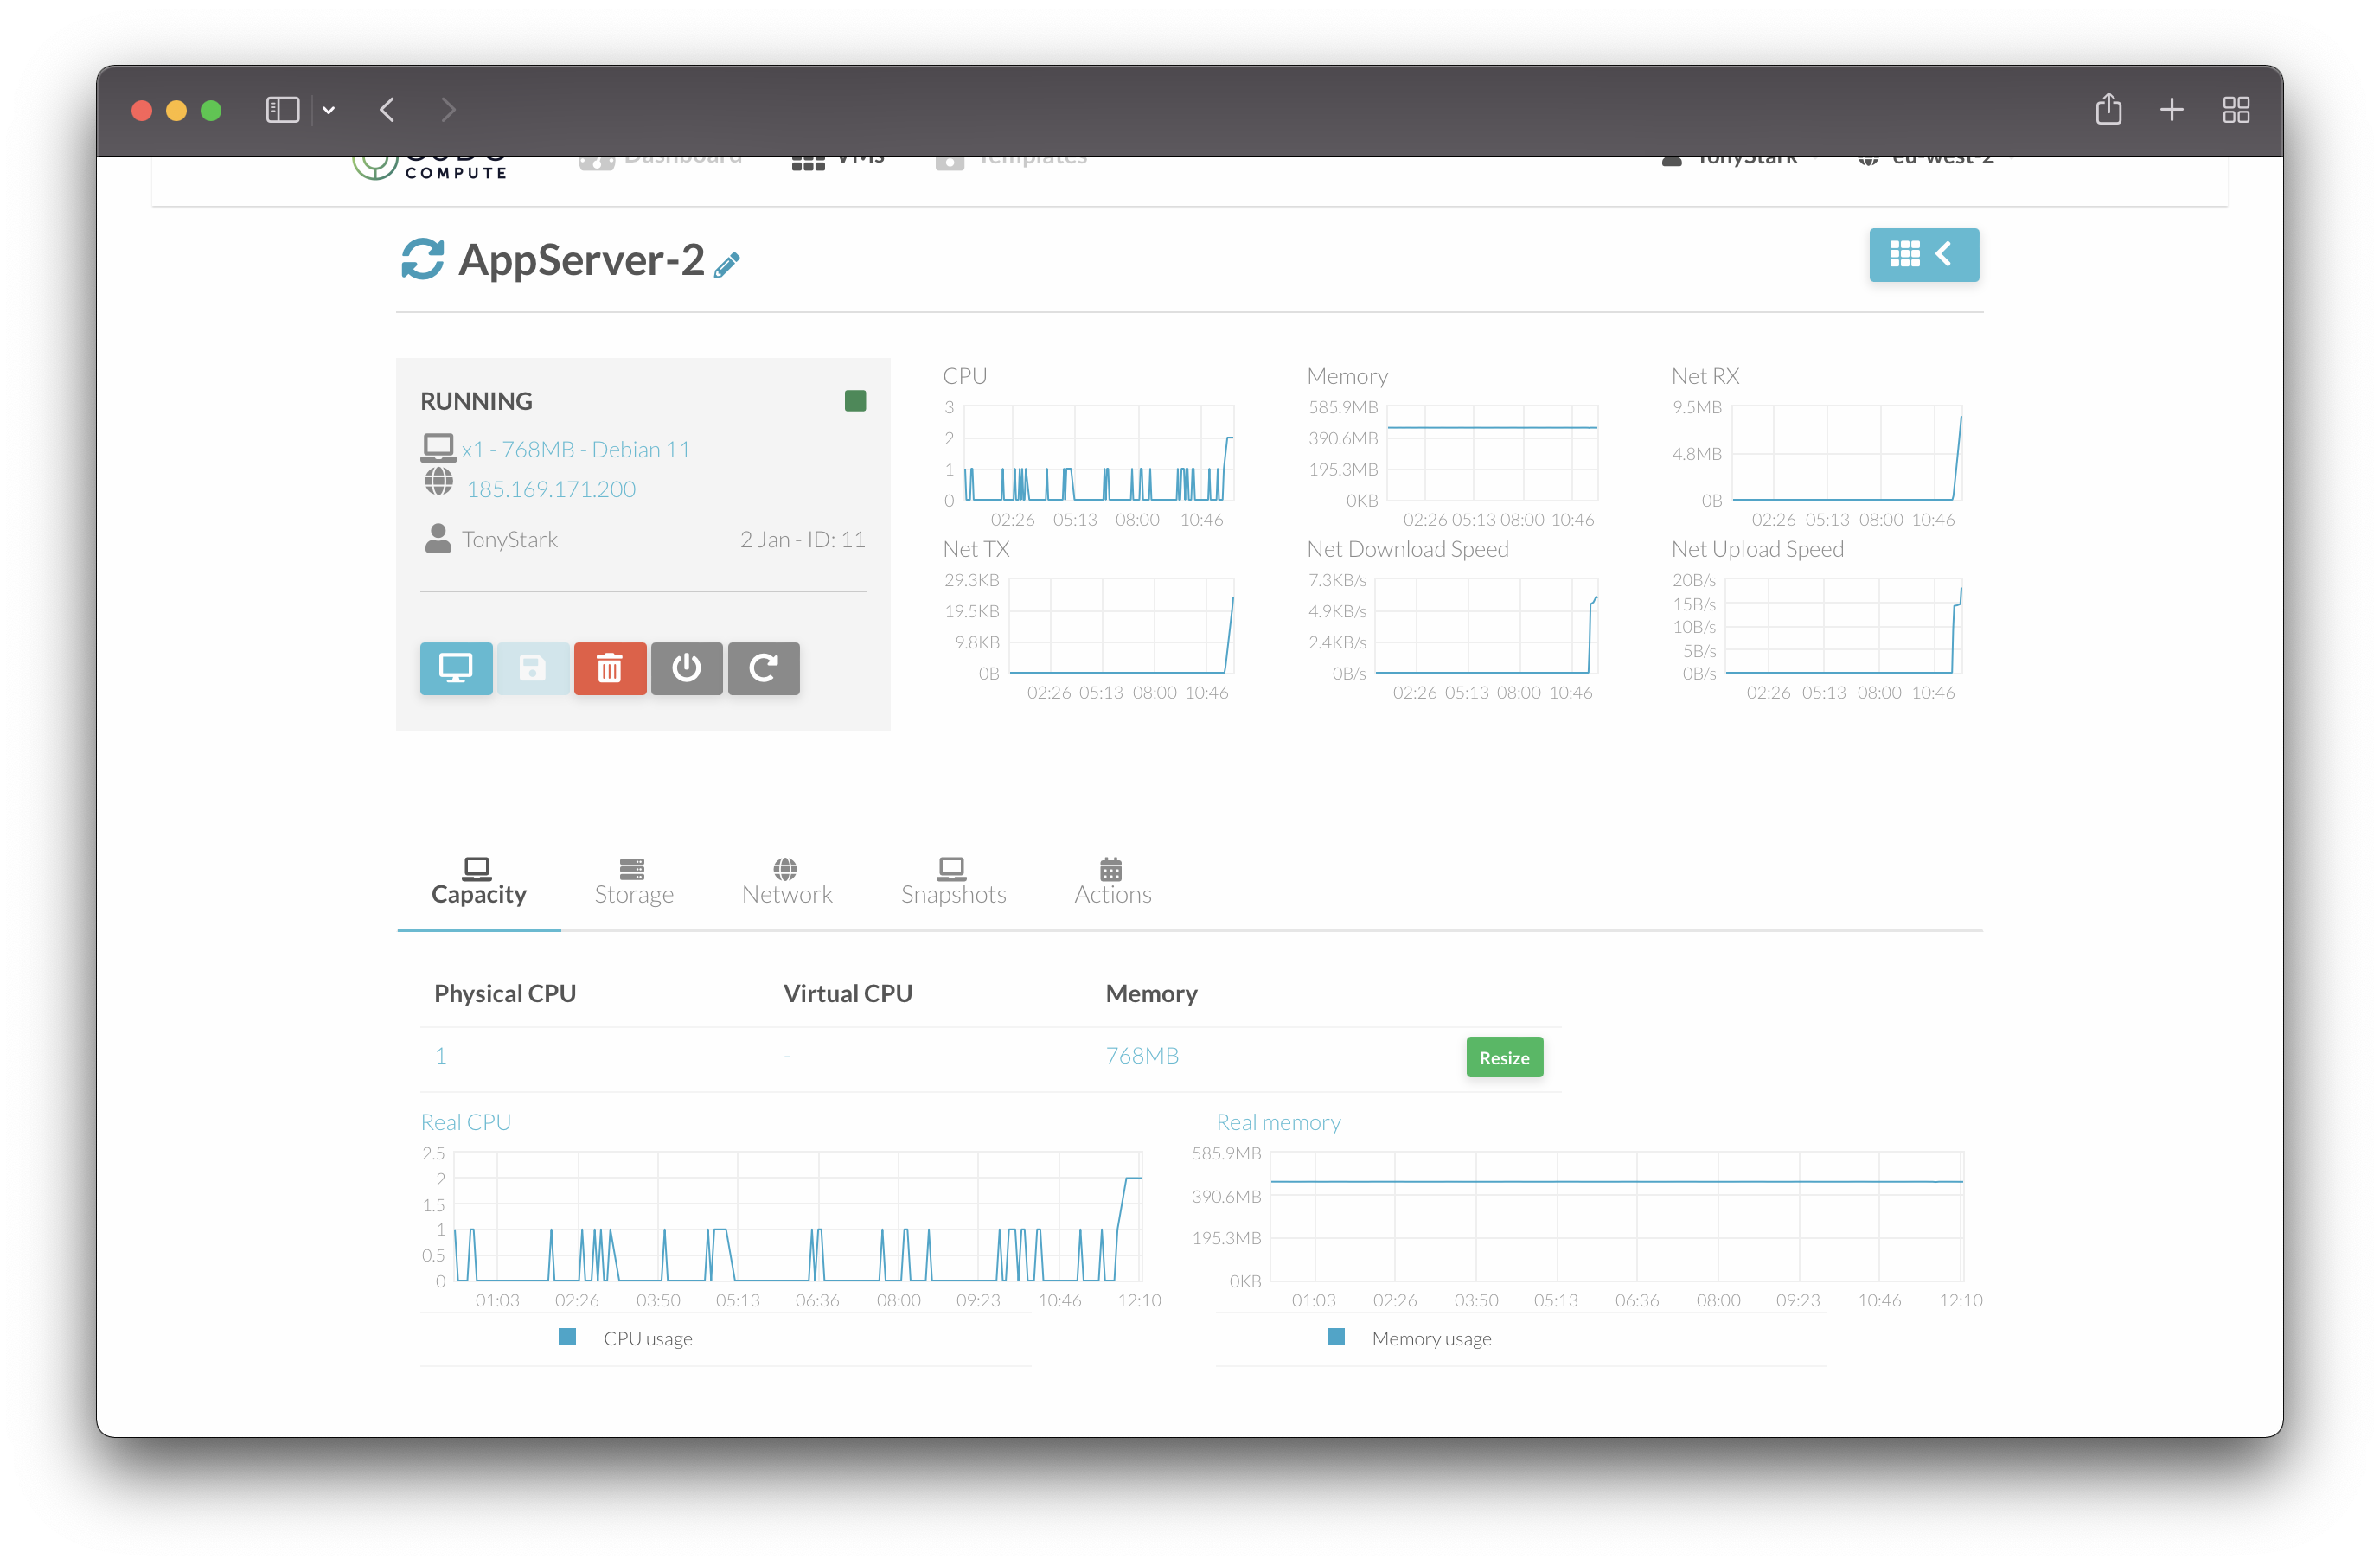 CUDO
COMPUTE
Dashboard
VMs
Templates
TonyStark
eu-west-2
AppServer-2
RUNNING
x1 - 768MB - Debian 11
185.169.171.200
TonyStark
2 Jan - ID: 11
CPU
3
2
1
0
02:26 05:13 08:00 10:46
Memory
585.9MB
390.6MB
195.3MB
0KB
02:26 05:13 08:00 10:46
Net RX
9.5MB
4.8MB
0B
02:26 05:13 08:00 10:46
Net TX
29.3KB
19.5KB
9.8KB
0B
02:26 05:13 08:00 10:46
Net Download Speed
7.3KB/s
4.9KB/s
2.4KB/s
0B/s
02:26 05:13 08:00 10:46
Net Upload Speed
20B/s
15B/s
10B/s
5B/s
0B/s
02:26 05:13 08:00 10:46
Capacity
Storage
Network
Snapshots
Actions
Physical CPU Virtual CPU Memory
1 - 768MB
Resize
Real CPU
2.5
2
1.5
1
0.5
0
01:03 02:26 03:50 05:13 06:36 08:00 09:23 10:46 12:10
CPU usage
Real memory
585.9MB
390.6MB
195.3MB
0KB
01:03 02:26 03:50 05:13 06:36 08:00 09:23 10:46 12:10
Memory usage